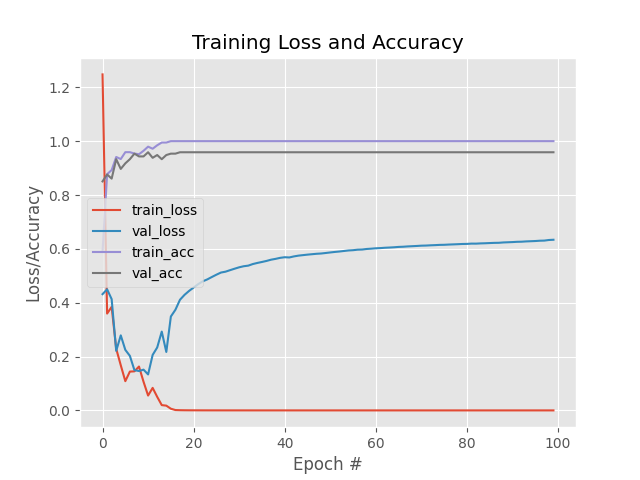 Training Loss and Accuracy
1.2
1.0
0.8
0.6
0.4
0.2
0.0
Loss/Accuracy
train_loss
val_loss
train_acc
val_acc
0 20 40 60 80 100
Epoch #